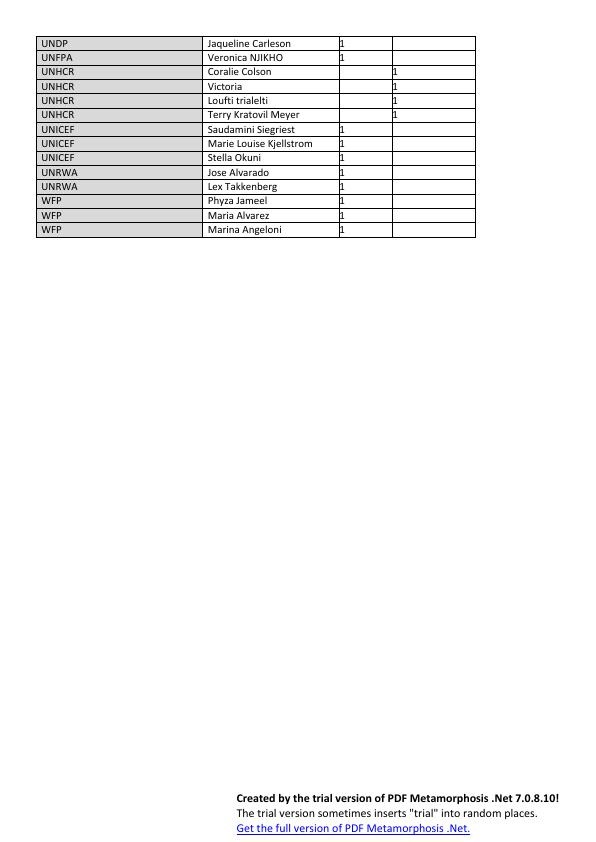 UNDP Jaqueline Carleson 1
UNFPA Veronica NJIKHO 1
UNHCR Coralie Colson 1
UNHCR Victoria 1
UNHCR Loufti trialelti 1
UNHCR Terry Kratovil Meyer 1
UNICEF Saudamini Siegriest 1
UNICEF Marie Louise Kjellstrom 1
UNICEF Stella Okuni 1
UNRWA Jose Alvarado 1
UNRWA Lex Takkenberg 1
WFP Phyza Jameel 1
WFP Maria Alvarez 1
WFP Marina Angeloni 1
Created by the trial version of PDF Metamorphosis .Net 7.0.8.10!
The trial version sometimes inserts "trial" into random places.
Get the full version of PDF Metamorphosis .Net.